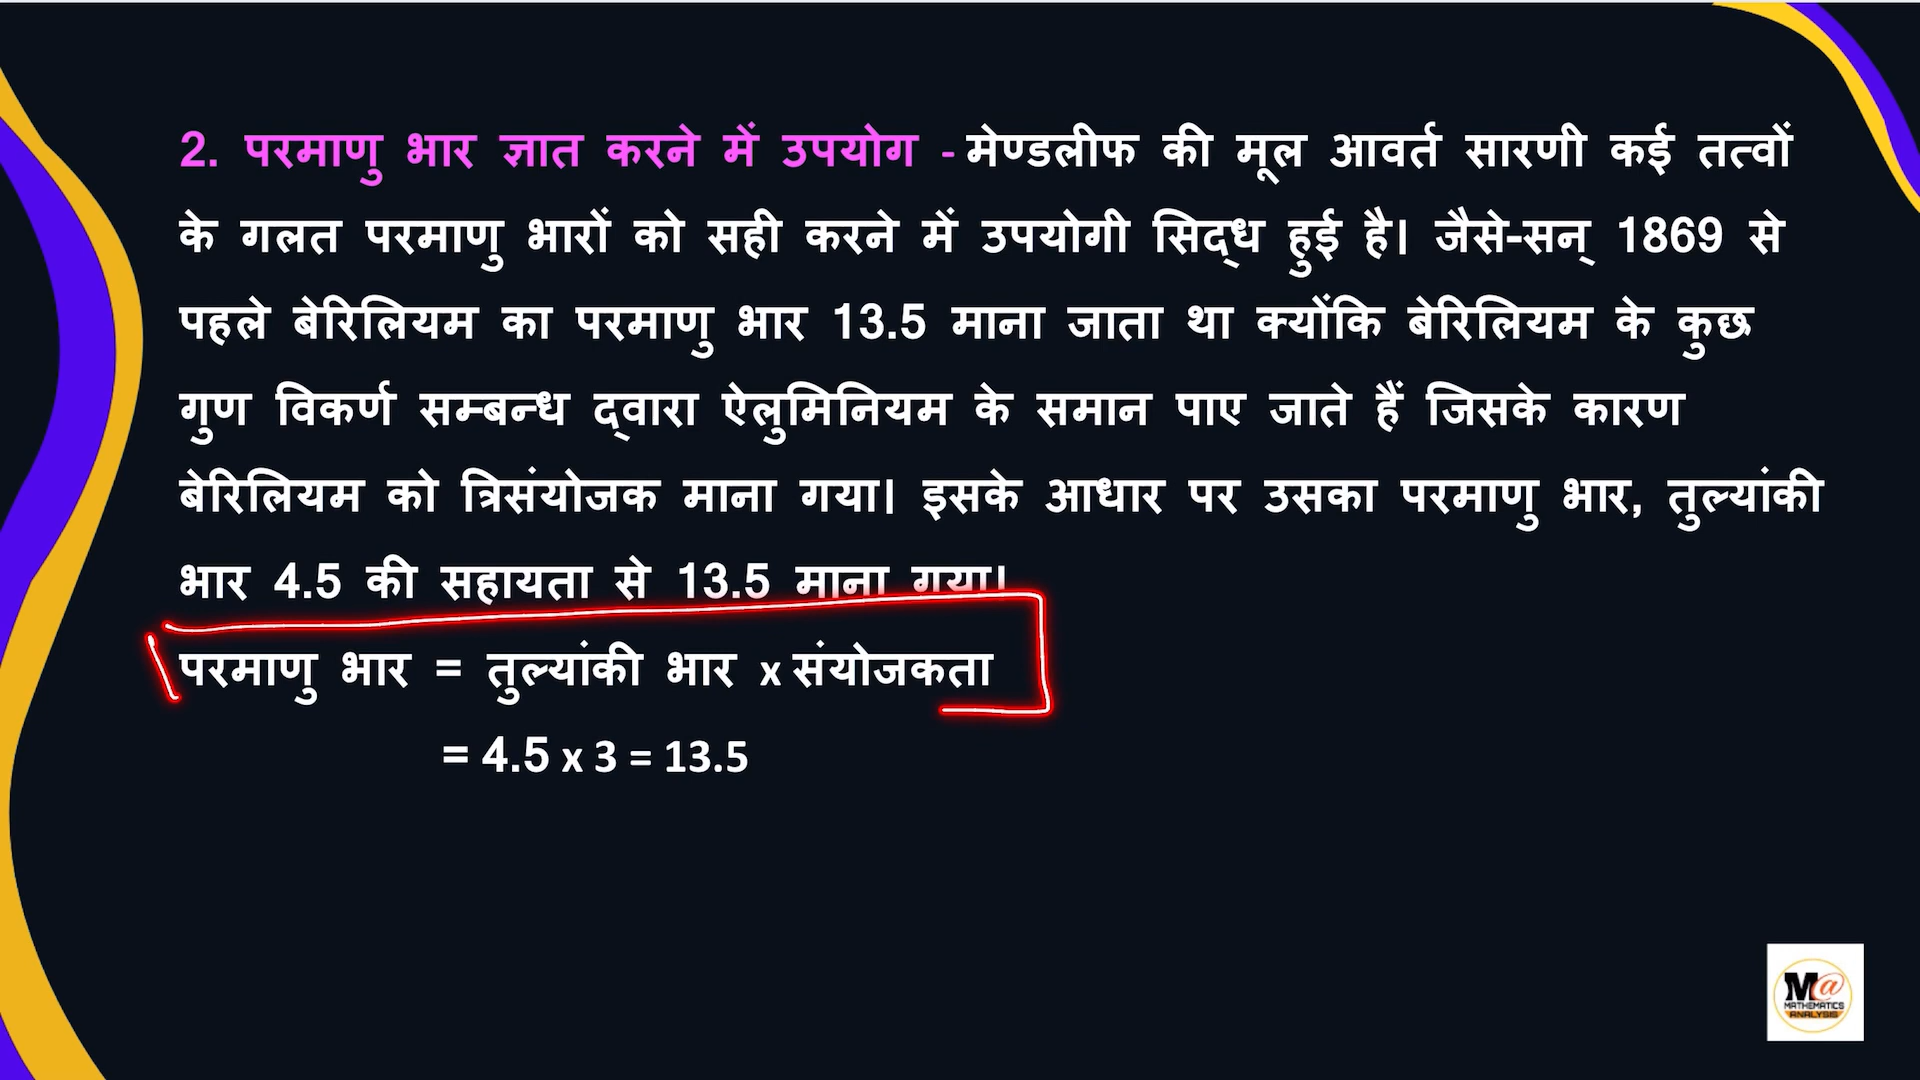 2. परमाणु भार ज्ञात करने में उपयोग - मेण्डलीफ की मूल आवर्त सारणी कई तत्वों
के गलत परमाणु भारों को सही करने में उपयोगी सिद्ध हुई है। जैसे-सन् 1869 से
पहले बेरिलियम का परमाणु भार 13.5 माना जाता था क्योंकि बेरिलियम के कुछ
गुण विकर्ण सम्बन्ध द्वारा ऐलुमिनियम के समान पाए जाते हैं जिसके कारण
बेरिलियम को त्रिसंयोजक माना गया। इसके आधार पर उसका परमाणु भार, तुल्यांकी
भार 4.5 की सहायता से 13.5 माना गया।
परमाणु भार = तुल्यांकी भार x संयोजकता
= 4.5 x 3 = 13.5
M@
MATHEMATICS
ANALYSIS